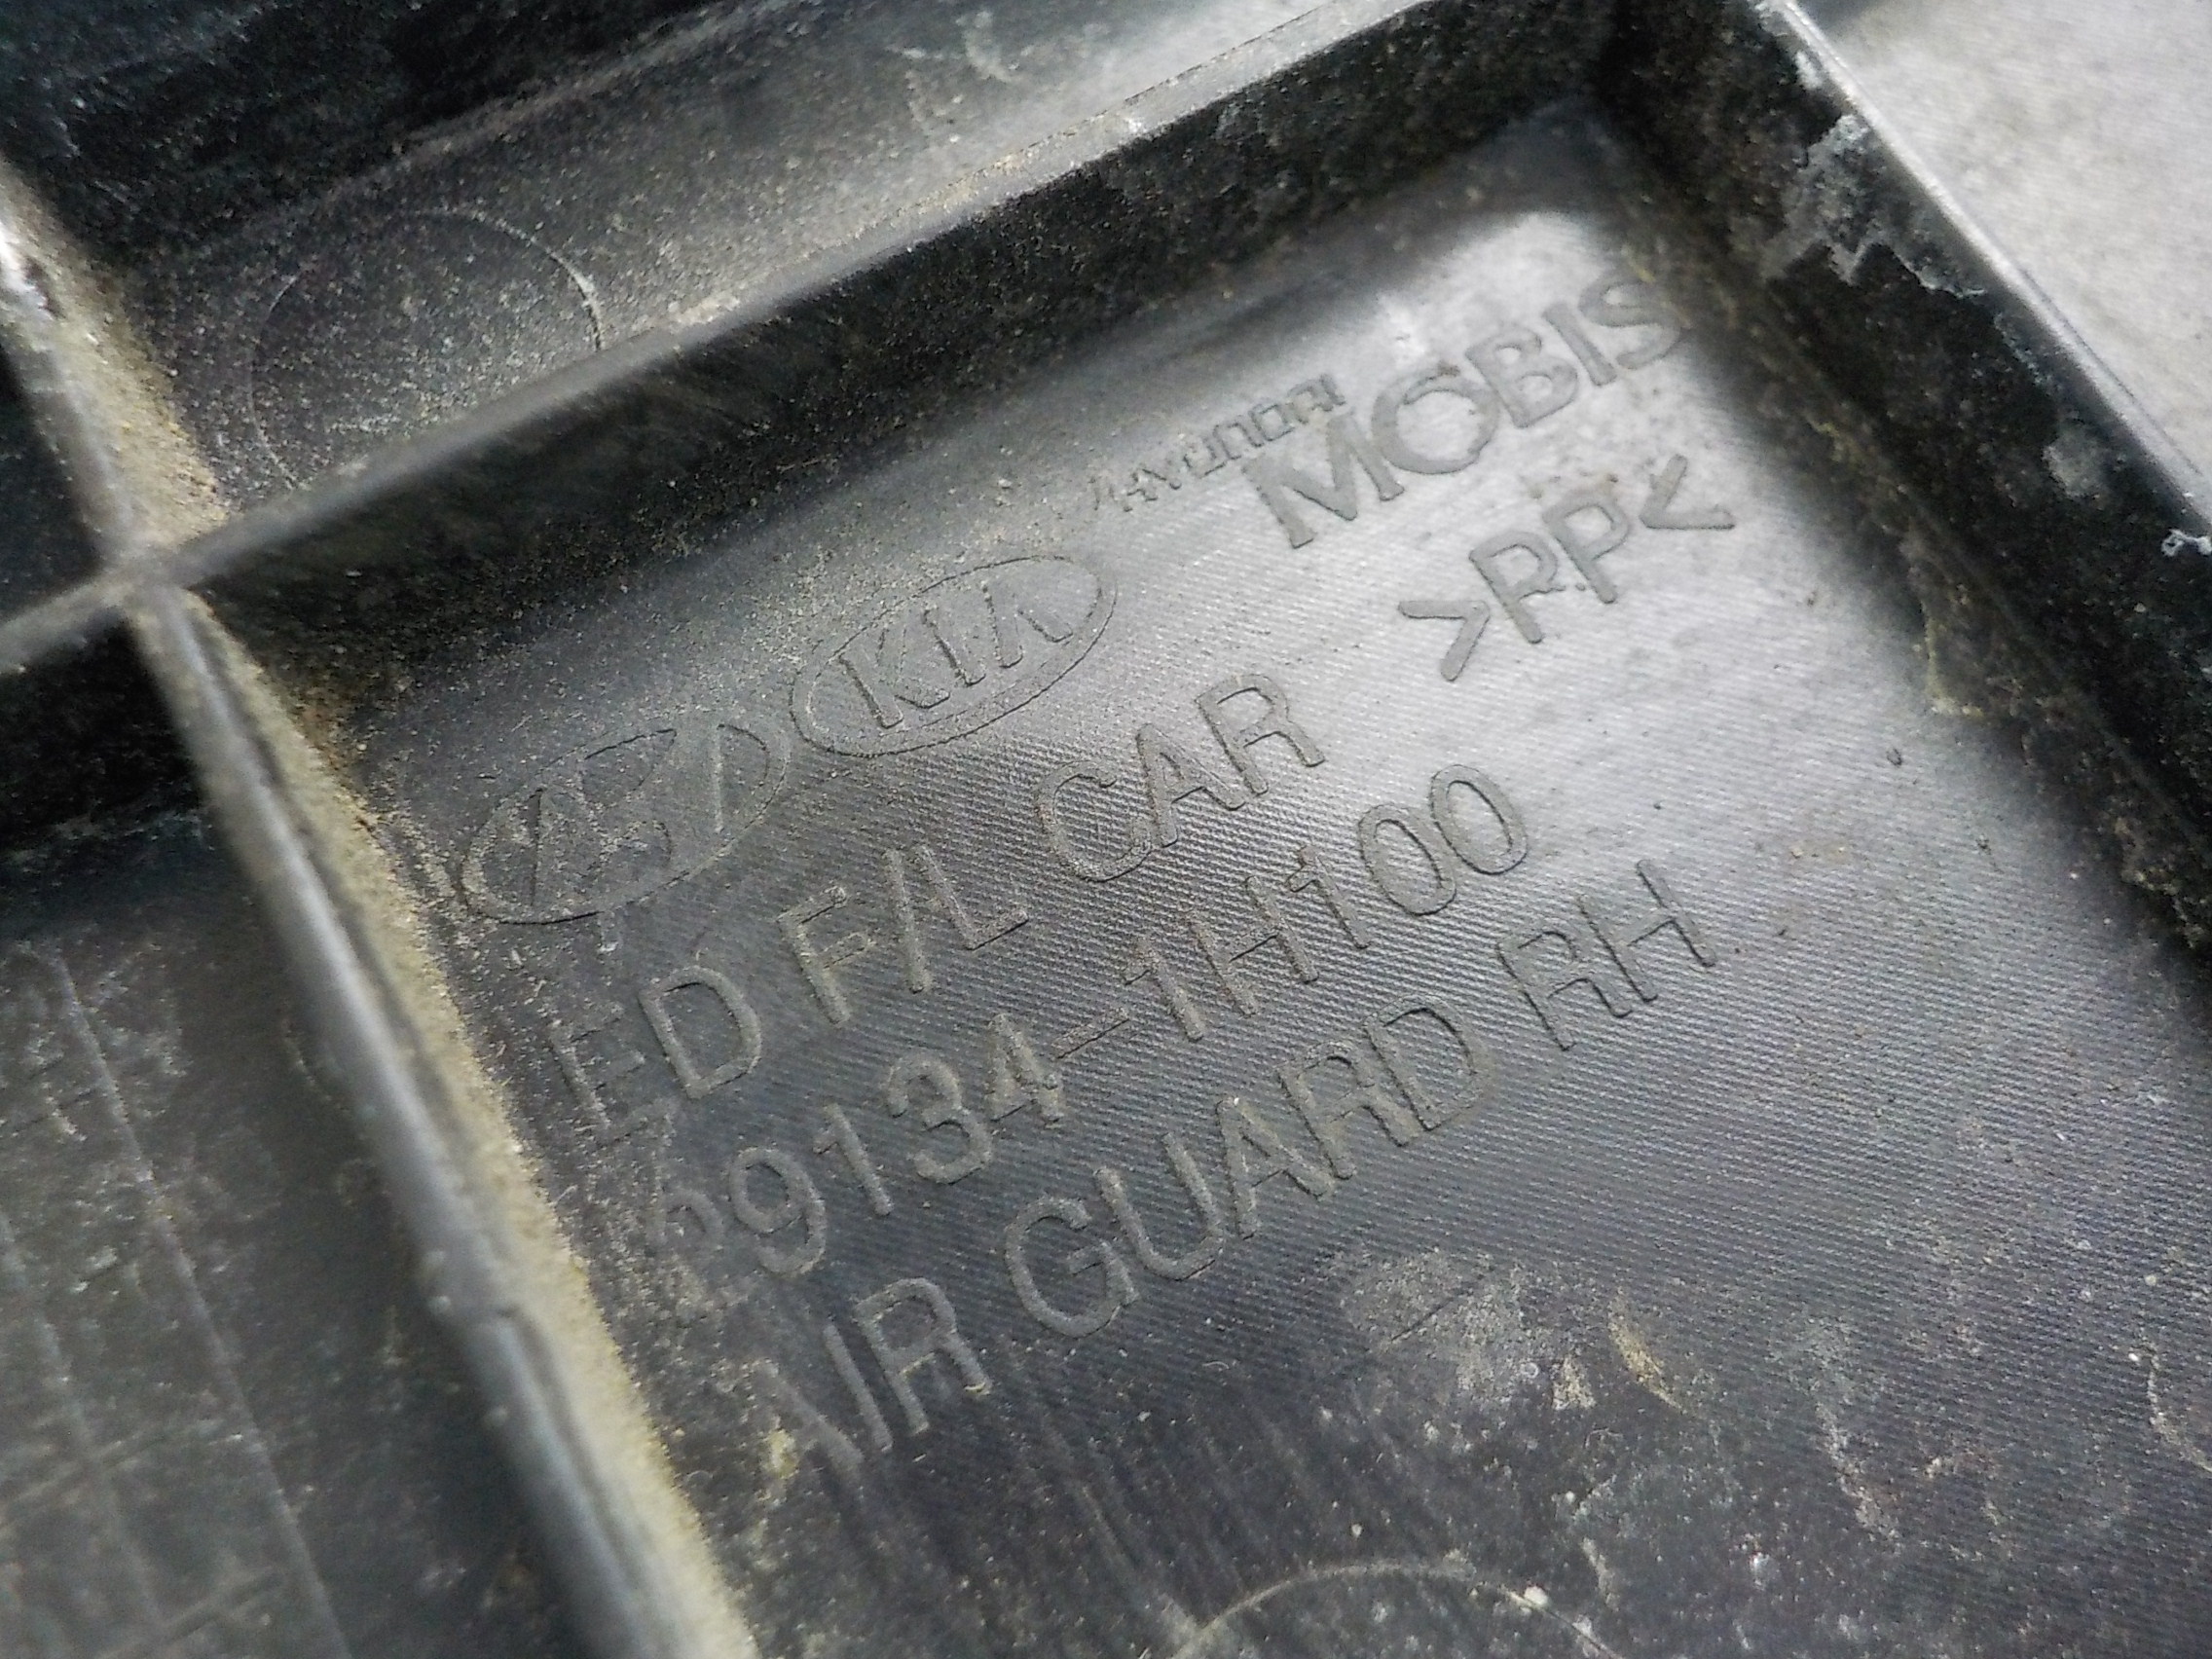 HYUNDAI
MOBIS
>PP<
KIA
ED F/L CAR
29134-1H100
AIR GUARD RH